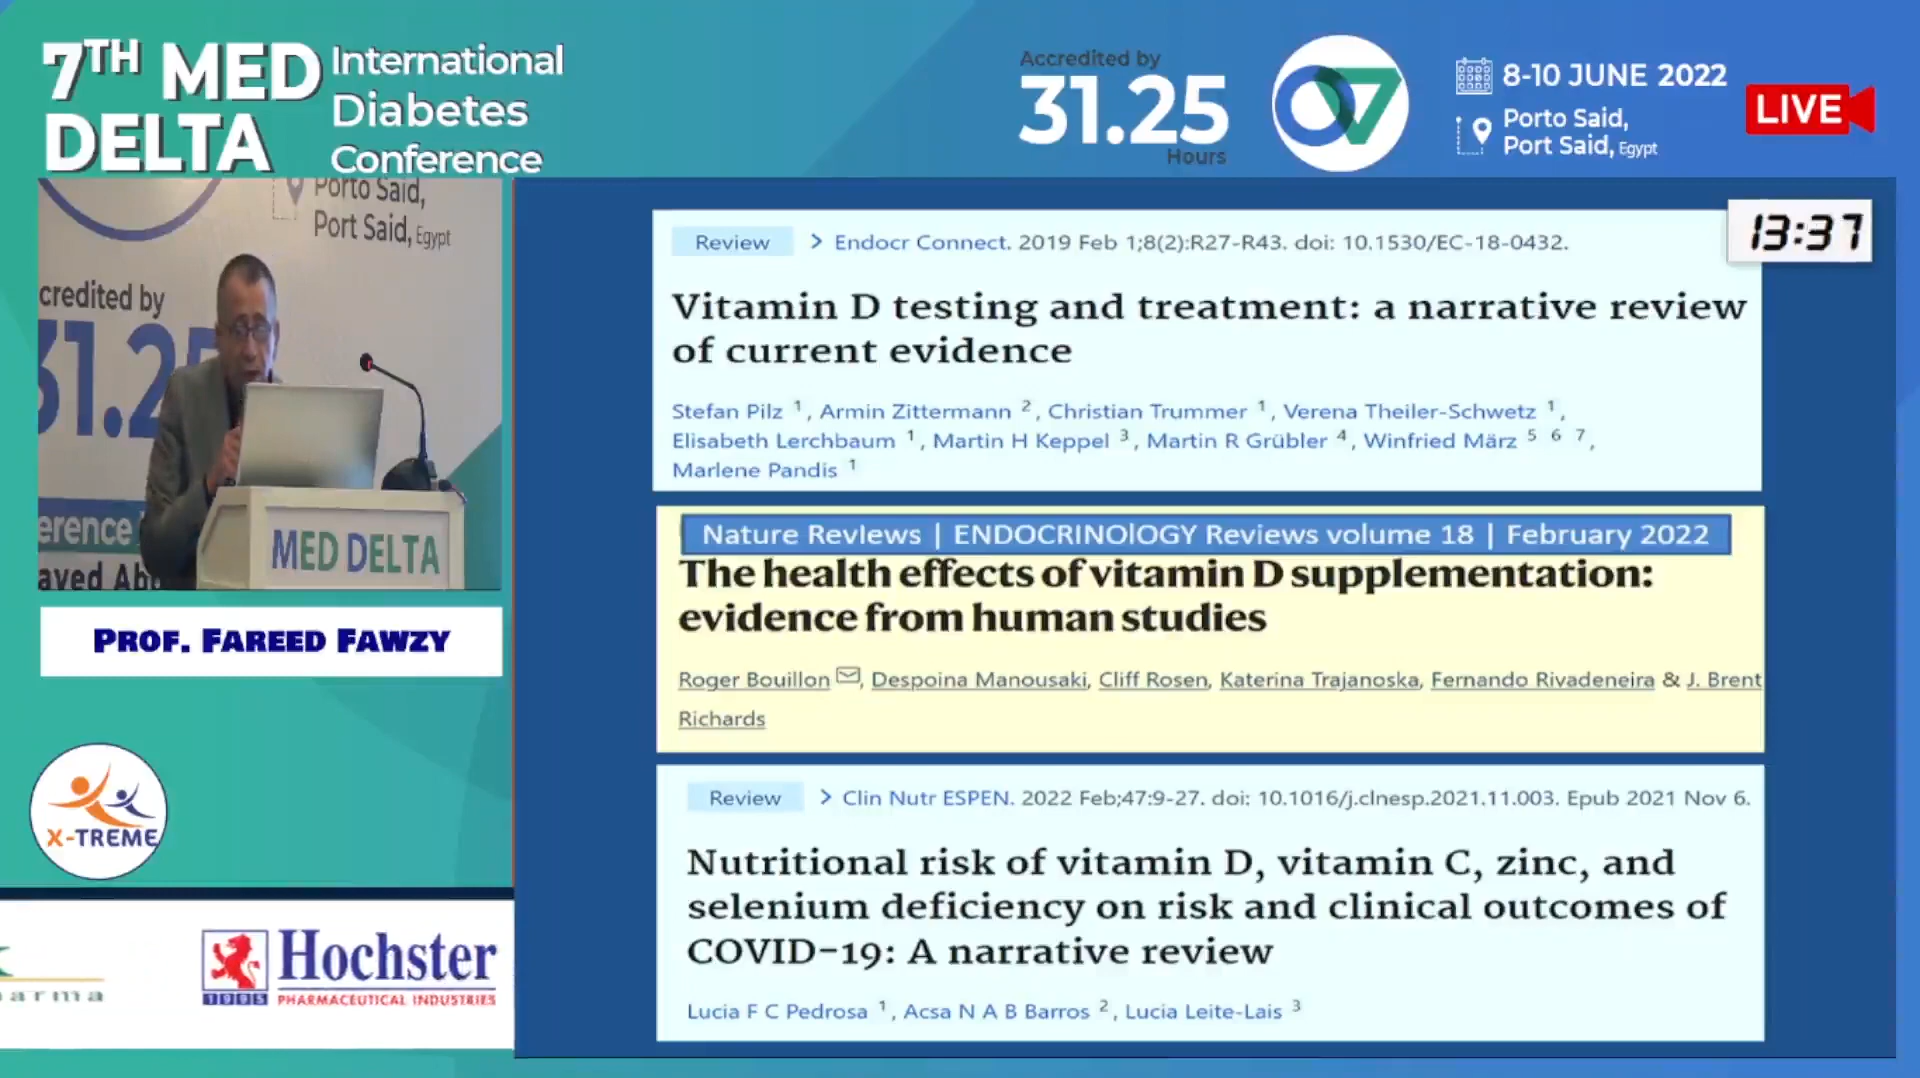 7TH MED
DELTA
International
Diabetes
Conference
Accredited by
31.25
Hours
8-10 JUNE 2022
Porto Said,
Port Said, Egypt
LIVE
Porto Said,
Port Said, Egypt
credited by
31.2
erence
ayed Ab
MED DELTA
PROF. FAREED FAWZY
X-TREME
arma
Hochster
1995 PHARMACEUTICAL INDUSTRIES
13:37
Review > Endocr Connect. 2019 Feb 1;8(2):R27-R43. doi: 10.1530/EC-18-0432.
Vitamin D testing and treatment: a narrative review
of current evidence
Stefan Pilz 1, Armin Zittermann 2, Christian Trummer 1, Verena Theiler-Schwetz 1,
Elisabeth Lerchbaum 1, Martin H Keppel 3, Martin R Grübler 4, Winfried März 5 6 7,
Marlene Pandis 1
Nature RevIews | ENDOCRINOlOGY Reviews volume 18 | February 2022
The health effects of vitamin D supplementation:
evidence from human studies
Roger Bouillon, Despoina Manousaki, Cliff Rosen, Katerina Trajanoska, Fernando Rivadeneira & J. Brent
Richards
Review > Clin Nutr ESPEN. 2022 Feb;47:9-27. doi: 10.1016/j.clnesp.2021.11.003. Epub 2021 Nov 6.
Nutritional risk of vitamin D, vitamin C, zinc, and
selenium deficiency on risk and clinical outcomes of
COVID-19: A narrative review
Lucia F C Pedrosa 1, Acsa N A B Barros 2, Lucia Leite-Lais 3